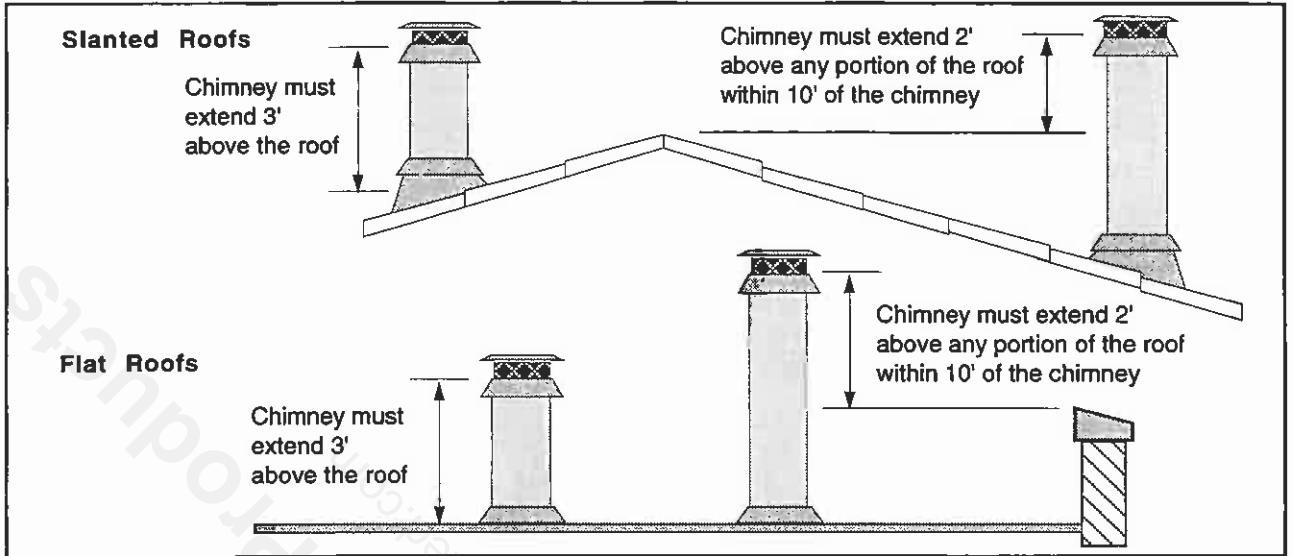 Slanted Roofs
Chimney must
extend 3'
above the roof
Chimney must extend 2'
above any portion of the roof
within 10' of the chimney
Flat Roofs
Chimney must
extend 3'
above the roof
Chimney must extend 2'
above any portion of the roof
within 10' of the chimney